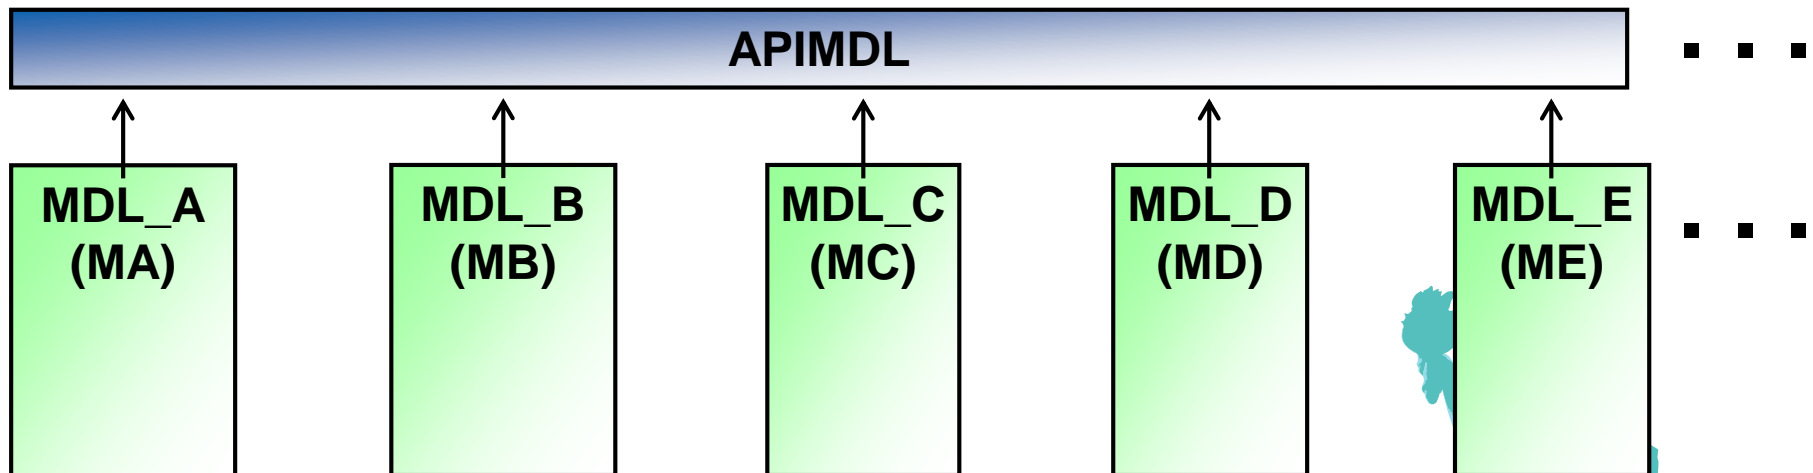 APIMDL
MDL_A
(MA)
MDL_B
(MB)
MDL_C
(MC)
MDL_D
(MD)
MDL_E
(ME)